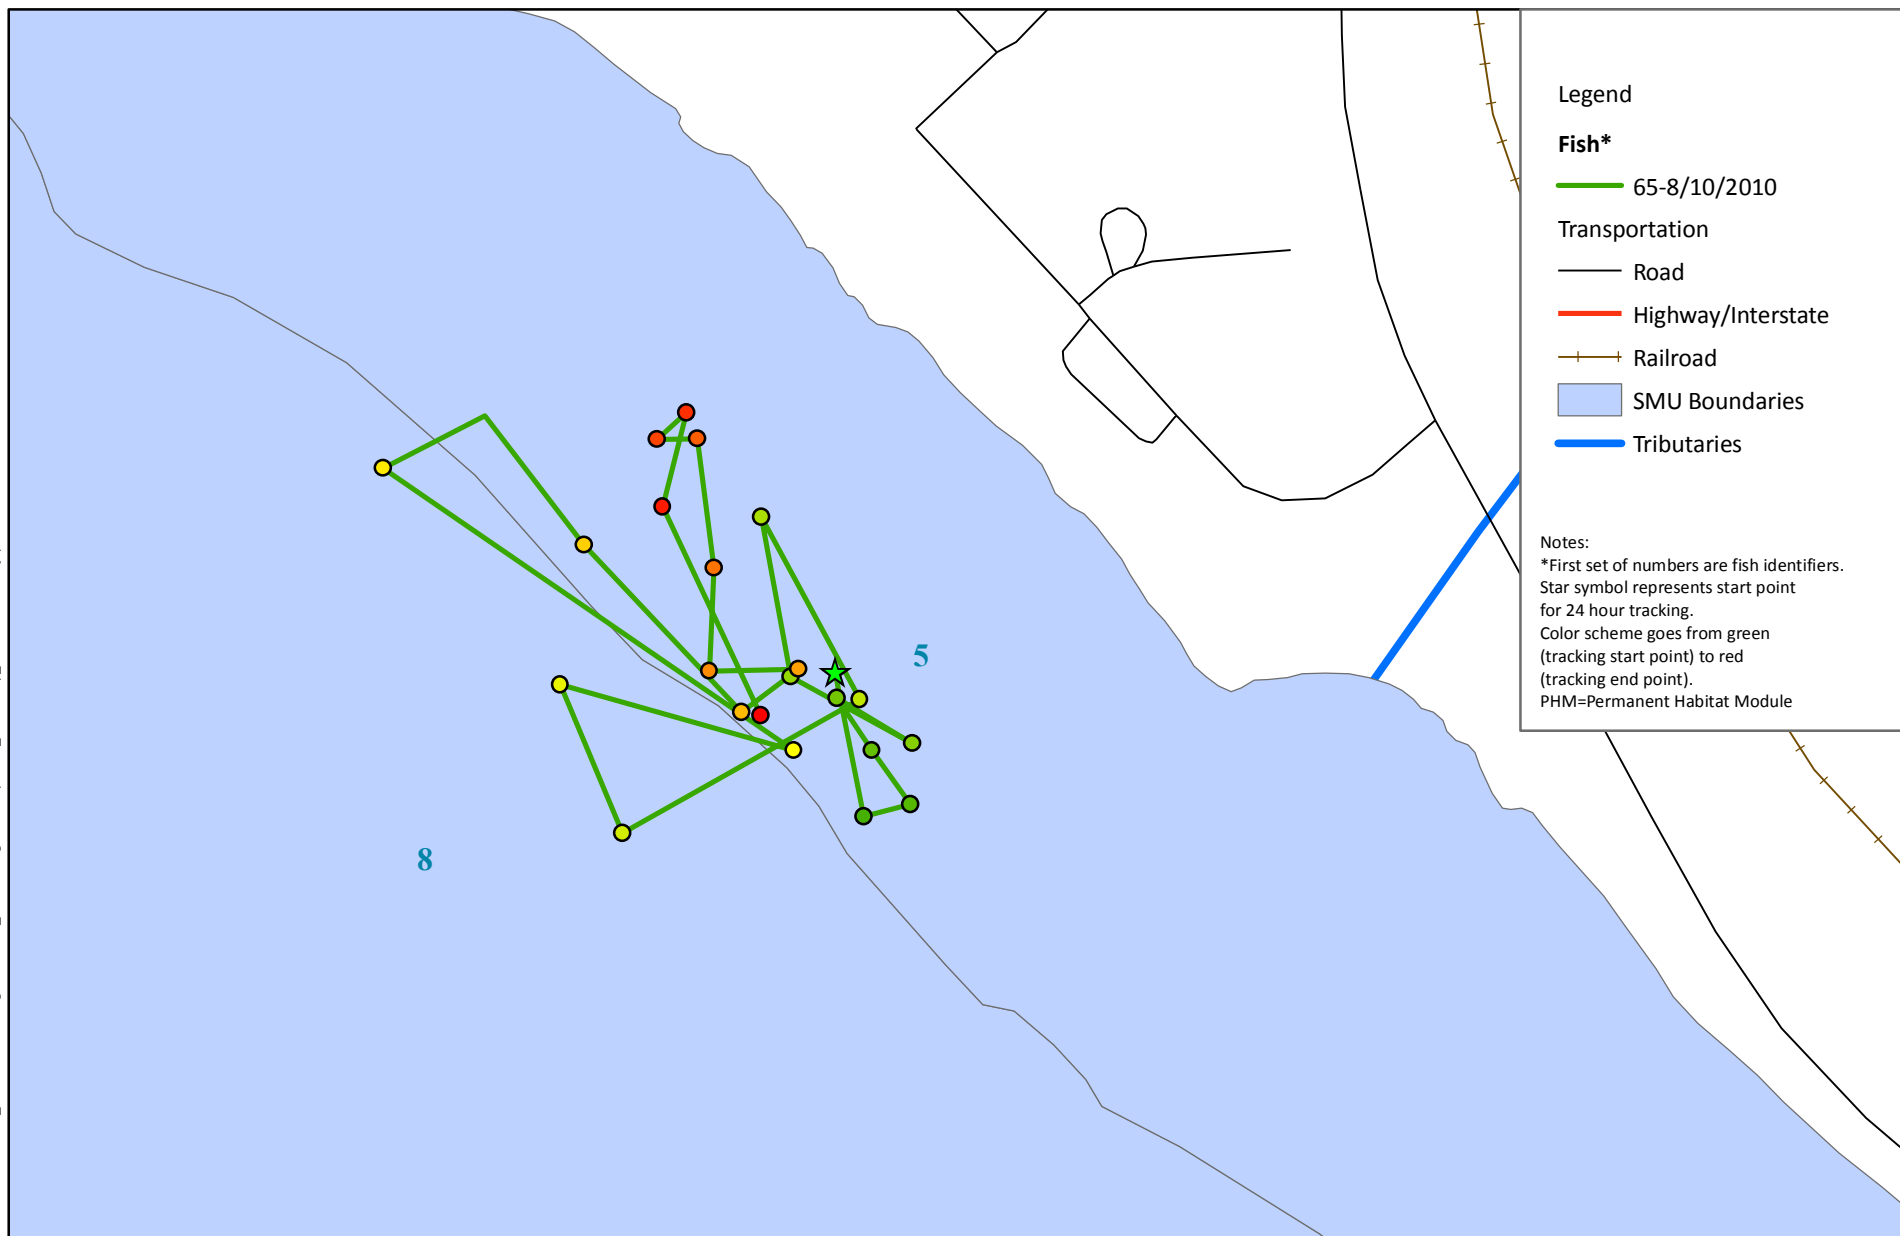 Legend
Fish*
65-8/10/2010
Transportation
Road
Highway/Interstate
Railroad
SMU Boundaries
Tributaries
Notes:
*First set of numbers are fish identifiers.
Star symbol represents start point
for 24 hour tracking.
Color scheme goes from green
(tracking start point) to red
(tracking end point).
PHM=Permanent Habitat Module
5
8